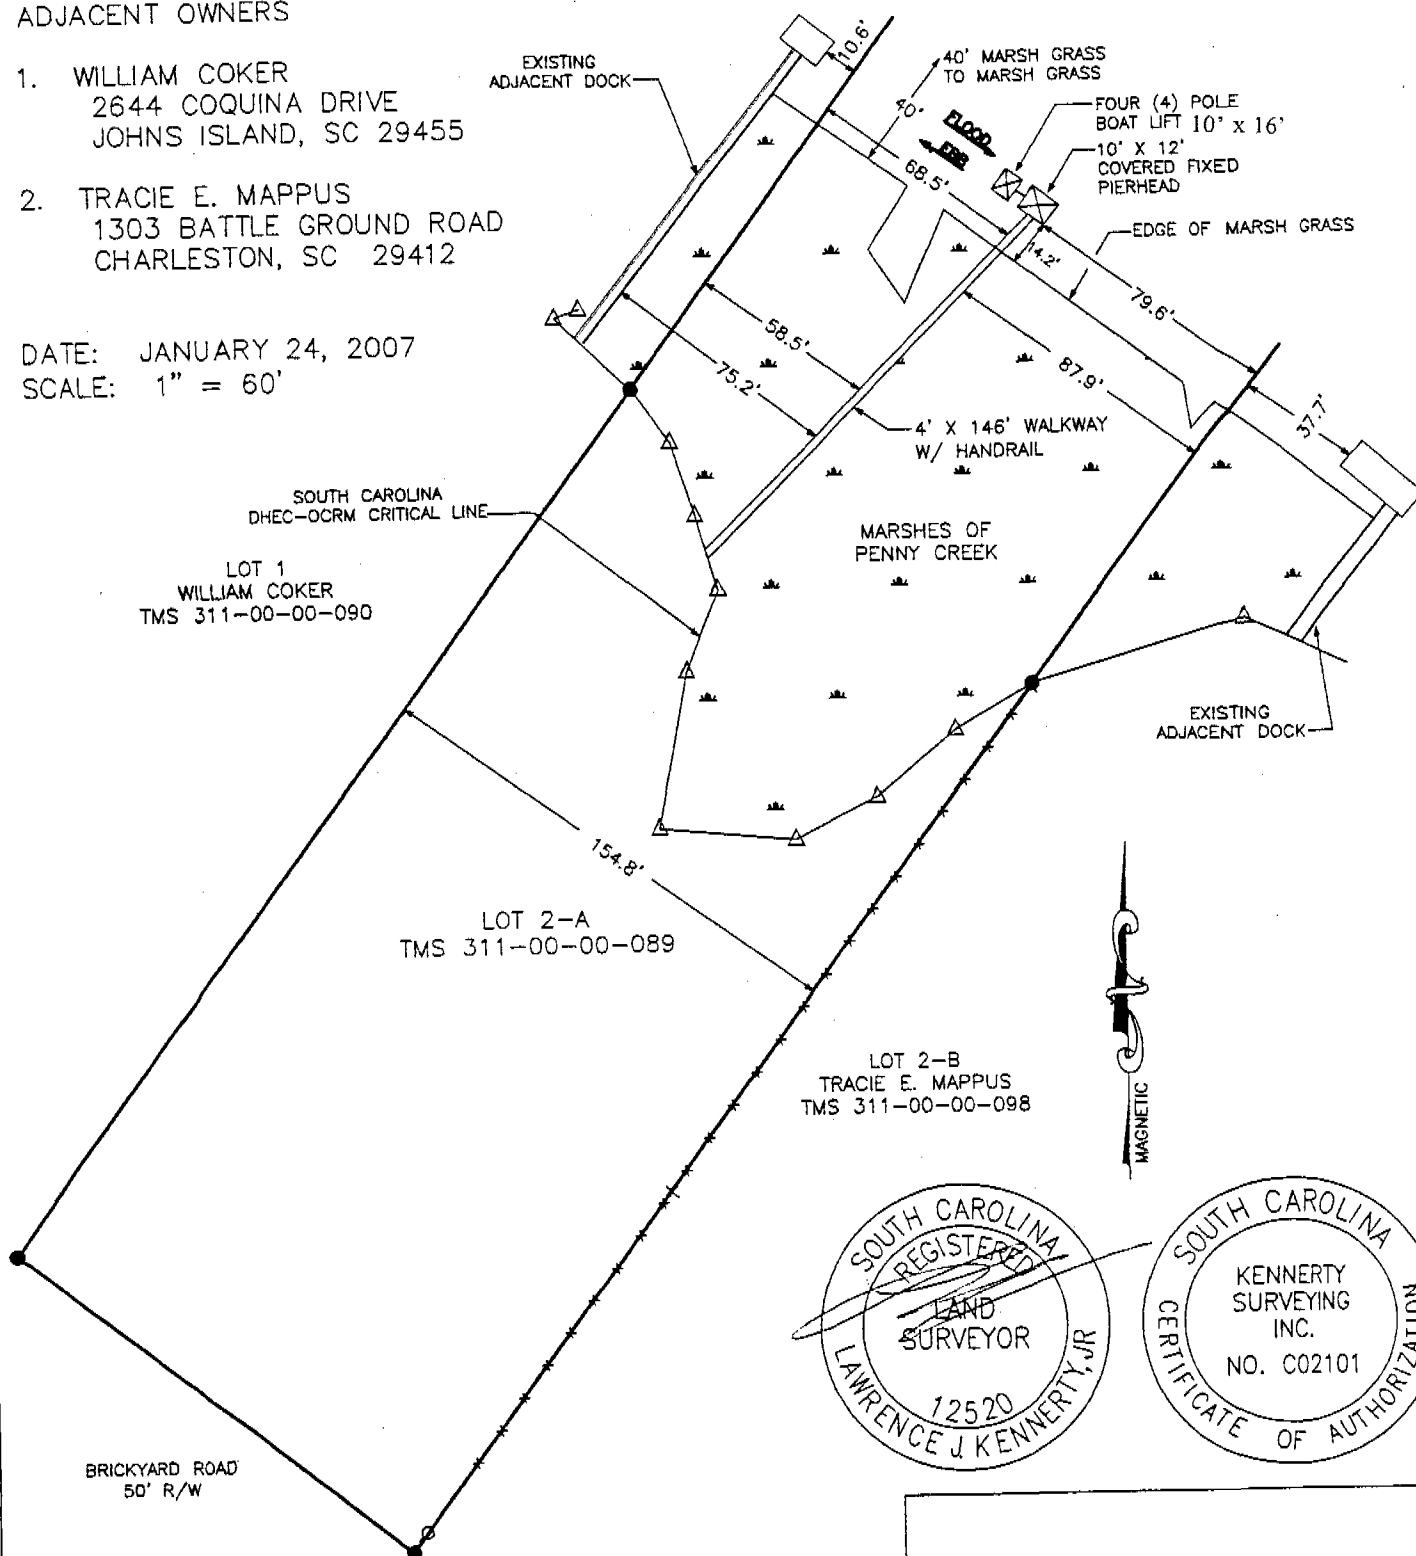 ADJACENT OWNERS
1. WILLIAM COKER
2644 COQUINA DRIVE
JOHNS ISLAND, SC 29455
2. TRACIE E. MAPPUS
1303 BATTLE GROUND ROAD
CHARLESTON, SC 29412
DATE: JANUARY 24, 2007
SCALE: 1" = 60'
EXISTING
ADJACENT DOCK
10.6'
40' MARSH GRASS
TO MARSH GRASS
40'
FLOOD
EBB
FOUR (4) POLE
BOAT LIFT 10' x 16'
10' X 12'
COVERED FIXED
PIERHEAD
68.5'
EDGE OF MARSH GRASS
14.2'
79.6'
58.5'
75.2'
87.9'
37.7'
4' X 146' WALKWAY
W/ HANDRAIL
SOUTH CAROLINA
DHEC-OCRM CRITICAL LINE
MARSHES OF
PENNY CREEK
LOT 1
WILLIAM COKER
TMS 311-00-00-090
EXISTING
ADJACENT DOCK
154.8'
LOT 2-A
TMS 311-00-00-089
LOT 2-B
TRACIE E. MAPPUS
TMS 311-00-00-098
MAGNETIC
SOUTH CAROLINA
REGISTERED
LAND
SURVEYOR
12520
LAWRENCE J. KENNERTY, JR
SOUTH CAROLINA
KENNERTY
SURVEYING
INC.
NO. C02101
CERTIFICATE OF AUTHORIZATION
BRICKYARD ROAD
50' R/W